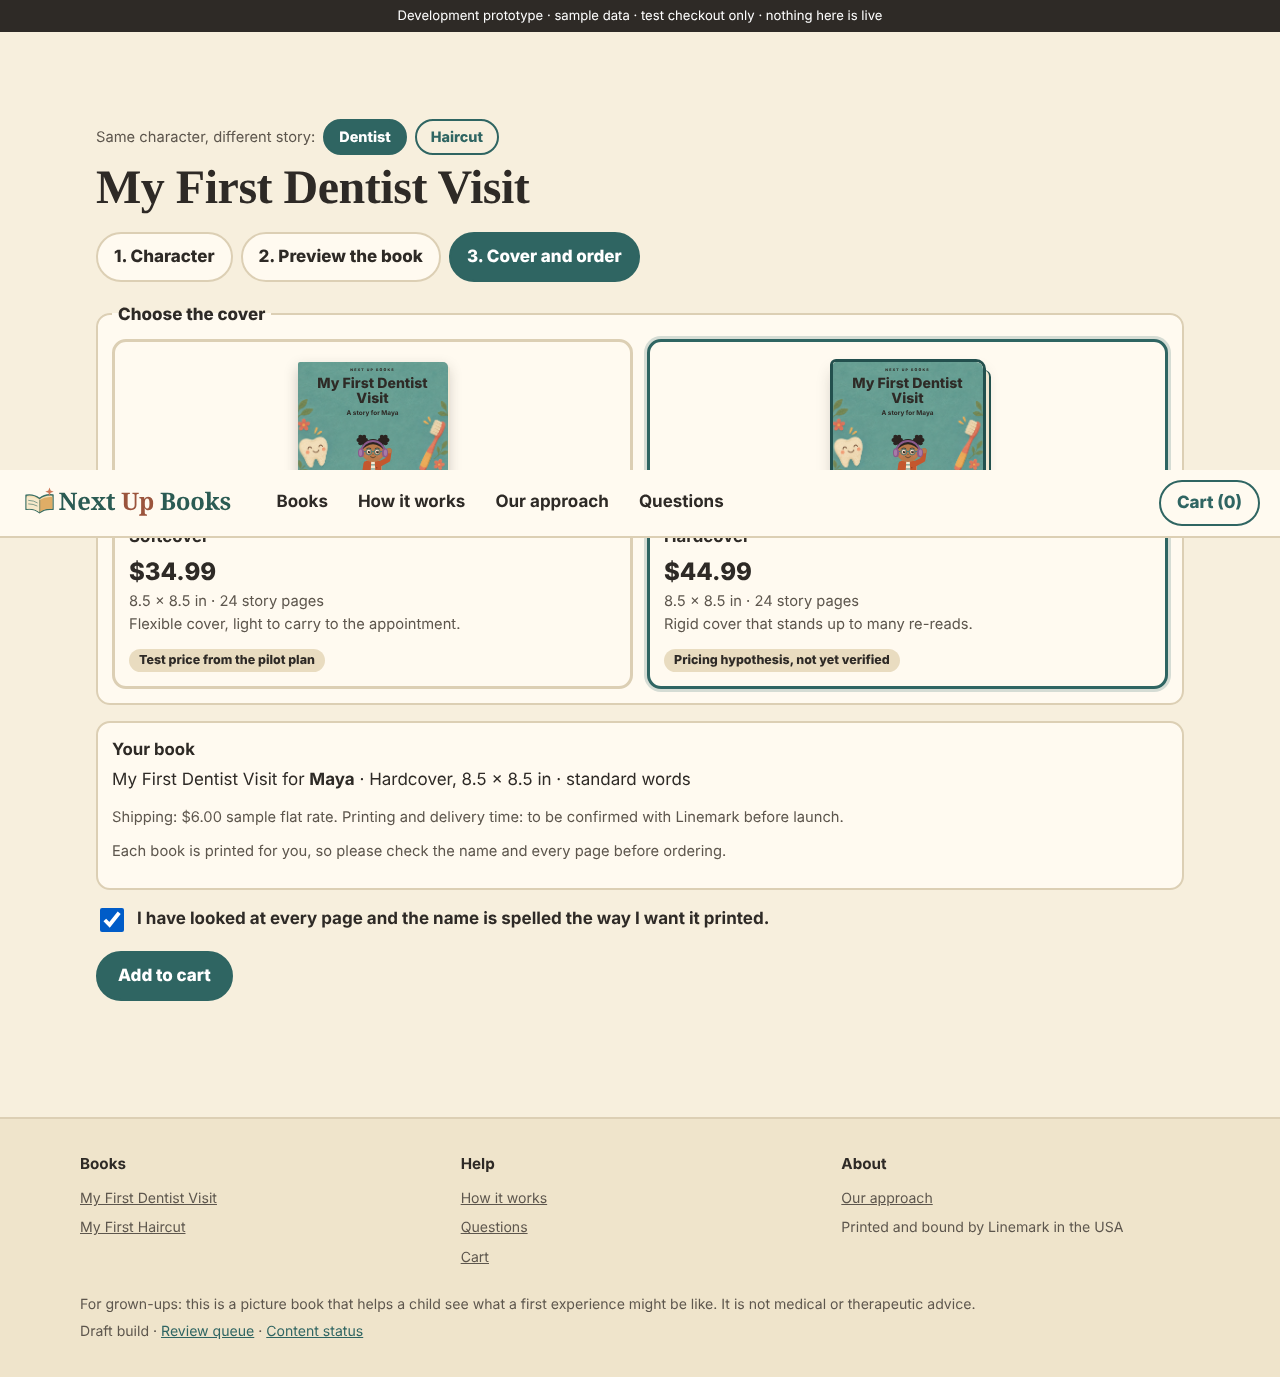 Development prototype · sample data · test checkout only · nothing here is live
Same character, different story: Dentist Haircut
My First Dentist Visit
1. Character 2. Preview the book 3. Cover and order
Choose the cover
NEXT UP BOOKS
My First Dentist
Visit
A story for Maya
NEXT UP BOOKS
My First Dentist
Visit
A story for Maya
Next Up Books Books How it works Our approach Questions Cart (0)
Softcover
$34.99
8.5 × 8.5 in · 24 story pages
Flexible cover, light to carry to the appointment.
Test price from the pilot plan
Hardcover
$44.99
8.5 × 8.5 in · 24 story pages
Rigid cover that stands up to many re-reads.
Pricing hypothesis, not yet verified
Your book
My First Dentist Visit for Maya · Hardcover, 8.5 × 8.5 in · standard words
Shipping: $6.00 sample flat rate. Printing and delivery time: to be confirmed with Linemark before launch.
Each book is printed for you, so please check the name and every page before ordering.
I have looked at every page and the name is spelled the way I want it printed.
Add to cart
Books
My First Dentist Visit
My First Haircut
Help
How it works
Questions
Cart
About
Our approach
Printed and bound by Linemark in the USA
For grown-ups: this is a picture book that helps a child see what a first experience might be like. It is not medical or therapeutic advice.
Draft build · Review queue · Content status